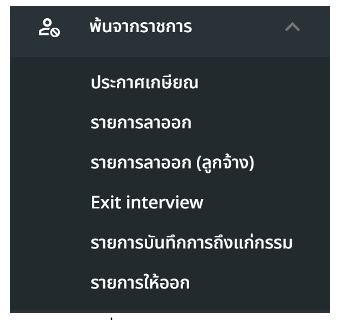 พ้นจากราชการ
ประกาศเกษียณ
รายการลาออก
รายการลาออก (ลูกจ้าง)
Exit interview
รายการบันทึกการถึงแก่กรรม
รายการให้ออก